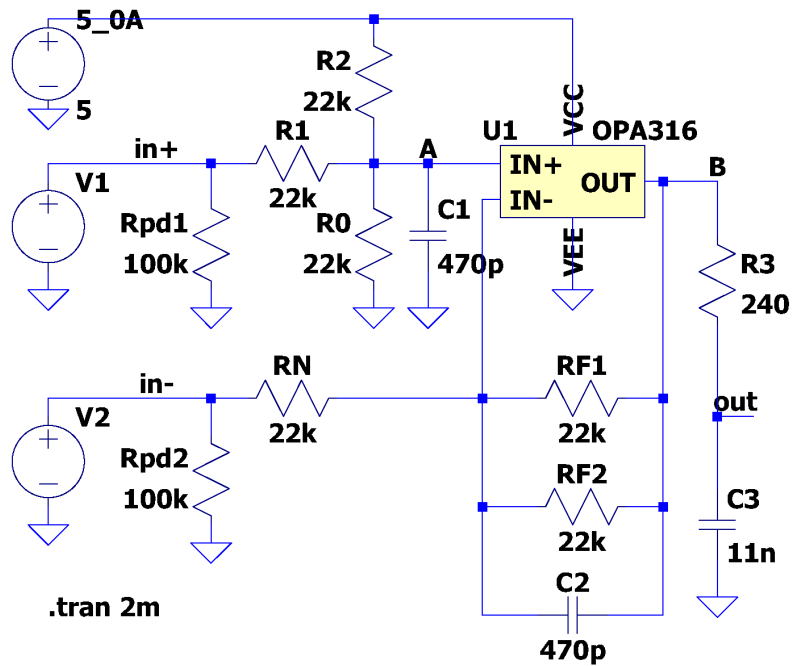 5_0A
5
R2
22k
in+
V1
R1
22k
A
U1
VCC
OPA316
IN+
IN-
OUT
VEE
B
Rpd1
100k
R0
22k
C1
470p
R3
240
in-
V2
RN
22k
RF1
22k
out
Rpd2
100k
RF2
22k
C3
11n
C2
470p
.tran 2m